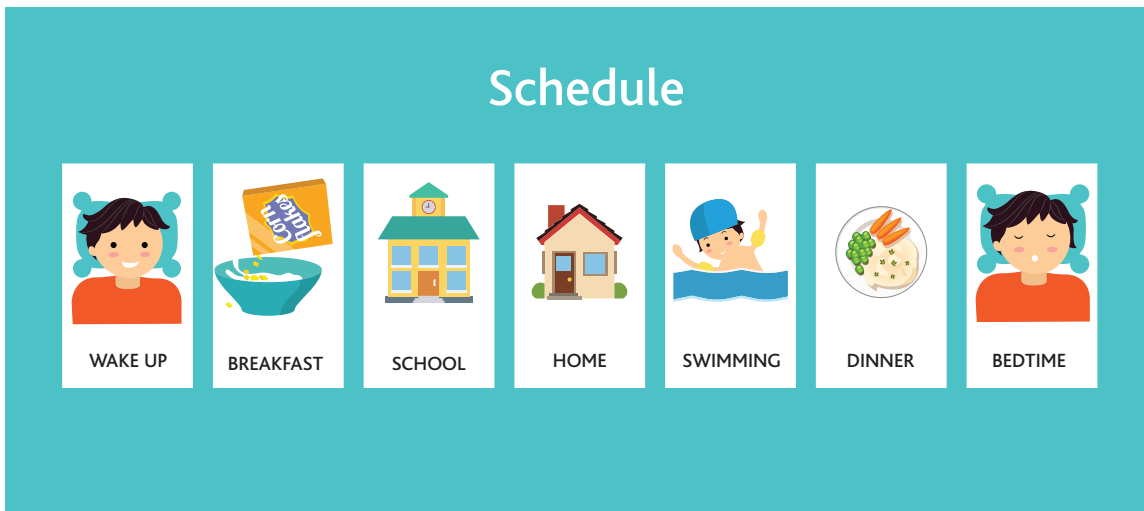 Schedule
Corn
flakes
WAKE UP
BREAKFAST
SCHOOL
HOME
SWIMMING
DINNER
BEDTIME